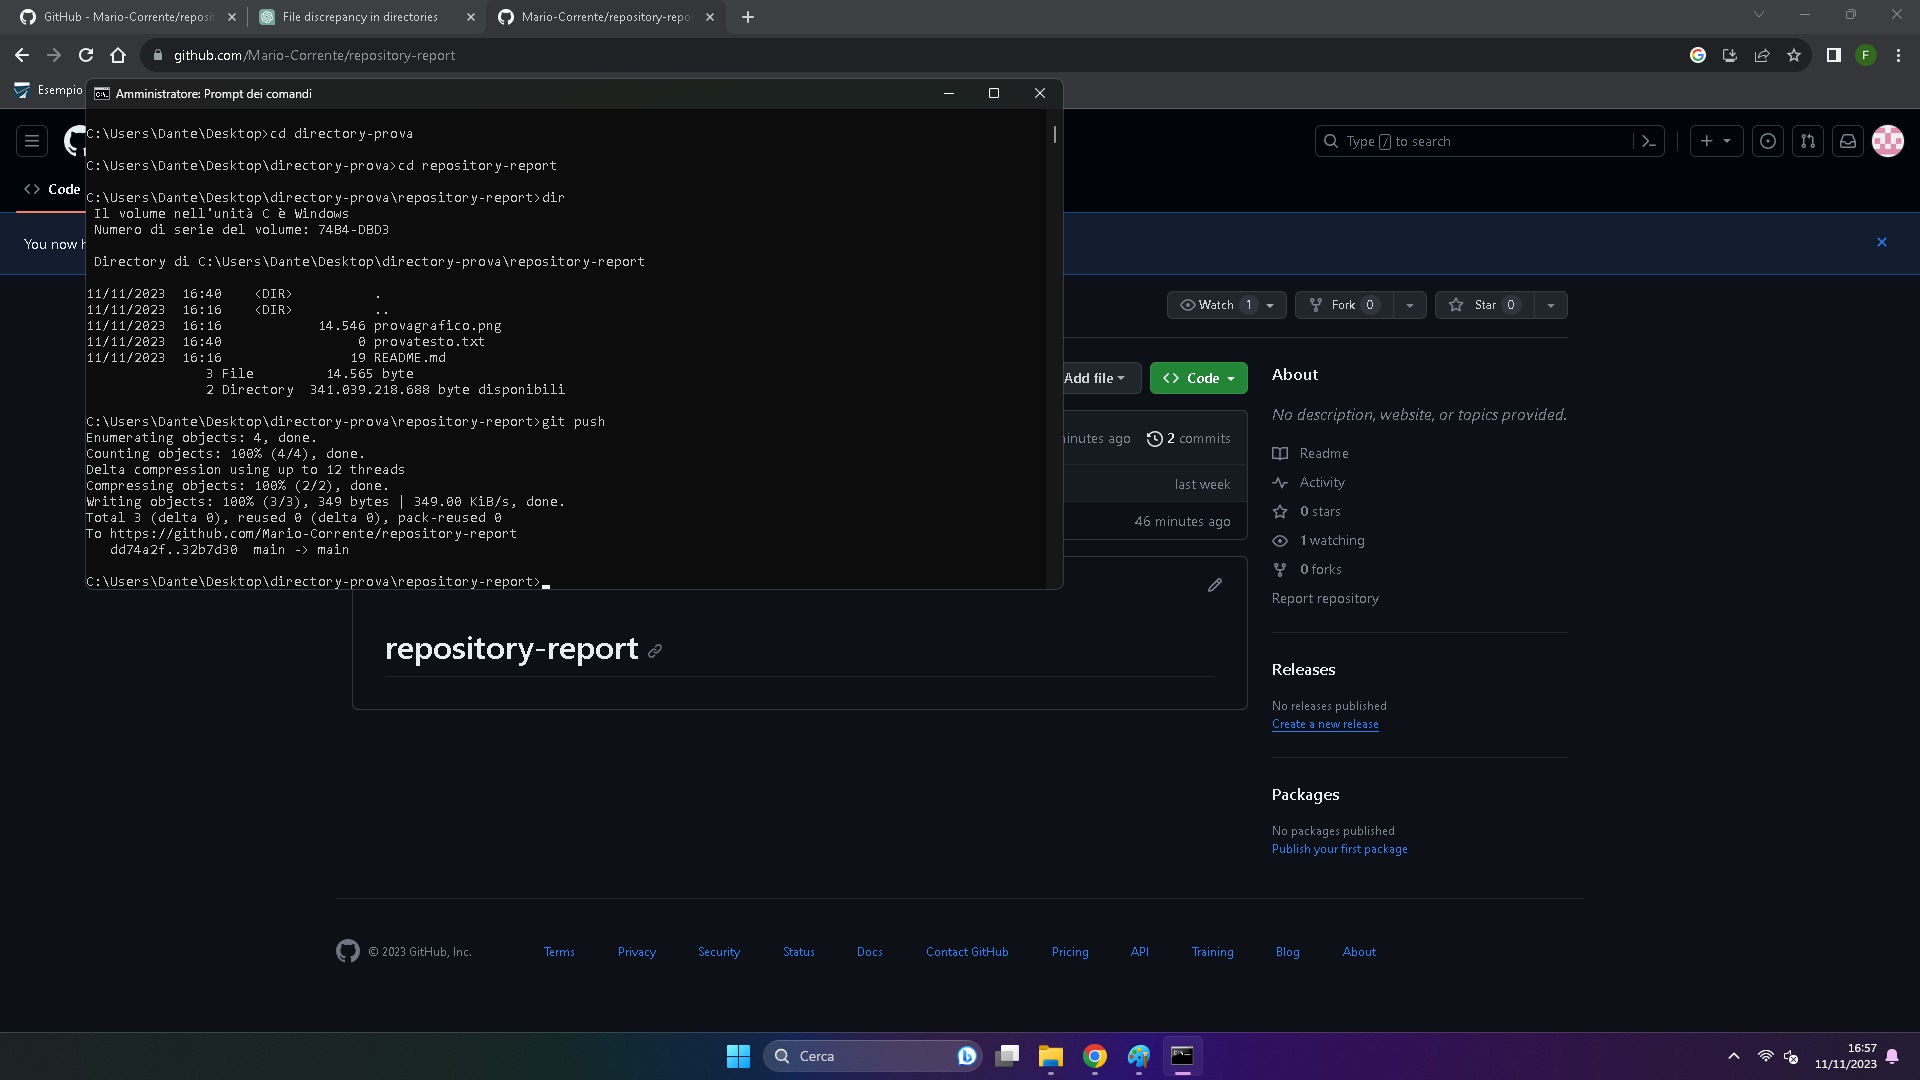 GitHub - Mario-Corrente/reposit
File discrepancy in directories
Mario-Corrente/repository-repo
github.com/Mario-Corrente/repository-report
F
Esempio
Amministratore: Prompt dei comandi
C:\Users\Dante\Desktop>cd directory-prova
C:\Users\Dante\Desktop\directory-prova>cd repository-report
C:\Users\Dante\Desktop\directory-prova\repository-report>dir
Il volume nell'unità C è Windows
Numero di serie del volume: 74B4-DBD3
Directory di C:\Users\Dante\Desktop\directory-prova\repository-report
11/11/2023  16:40    <DIR>          .
11/11/2023  16:16    <DIR>          ..
11/11/2023  16:16            14.546 provagrafico.png
11/11/2023  16:40                 0 provatesto.txt
11/11/2023  16:16                19 README.md
3 File         14.565 byte
2 Directory  341.039.218.688 byte disponibili
C:\Users\Dante\Desktop\directory-prova\repository-report>git push
Enumerating objects: 4, done.
Counting objects: 100% (4/4), done.
Delta compression using up to 12 threads
Compressing objects: 100% (2/2), done.
Writing objects: 100% (3/3), 349 bytes | 349.00 KiB/s, done.
Total 3 (delta 0), reused 0 (delta 0), pack-reused 0
To https://github.com/Mario-Corrente/repository-report
dd74a2f..32b7d30  main -> main
C:\Users\Dante\Desktop\directory-prova\repository-report>
Type / to search
Code
You now
Watch 1
Fork 0
Star 0
Add file
Code
minutes ago
2 commits
last week
46 minutes ago
repository-report
About
No description, website, or topics provided.
Readme
Activity
0 stars
1 watching
0 forks
Report repository
Releases
No releases published
Create a new release
Packages
No packages published
Publish your first package
© 2023 GitHub, Inc.
Terms
Privacy
Security
Status
Docs
Contact GitHub
Pricing
API
Training
Blog
About
Cerca
16:57
11/11/2023